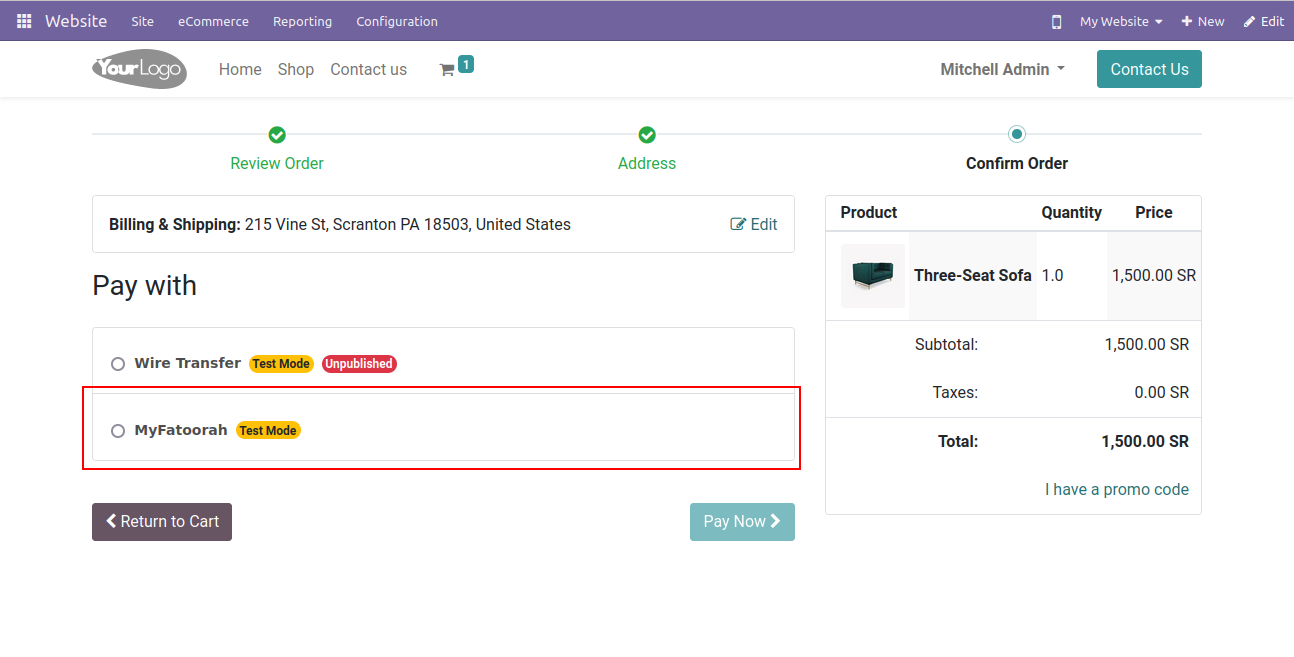 Website Site eCommerce Reporting Configuration My Website New Edit
YourLogo Home Shop Contact us 1 Mitchell Admin Contact Us
Review Order Address Confirm Order
Billing & Shipping: 215 Vine St, Scranton PA 18503, United States Edit
Pay with
Wire Transfer Test Mode Unpublished
MyFatoorah Test Mode
Return to Cart Pay Now
Product Quantity Price
Three-Seat Sofa 1.0 1,500.00 SR
Subtotal: 1,500.00 SR
Taxes: 0.00 SR
Total: 1,500.00 SR
I have a promo code